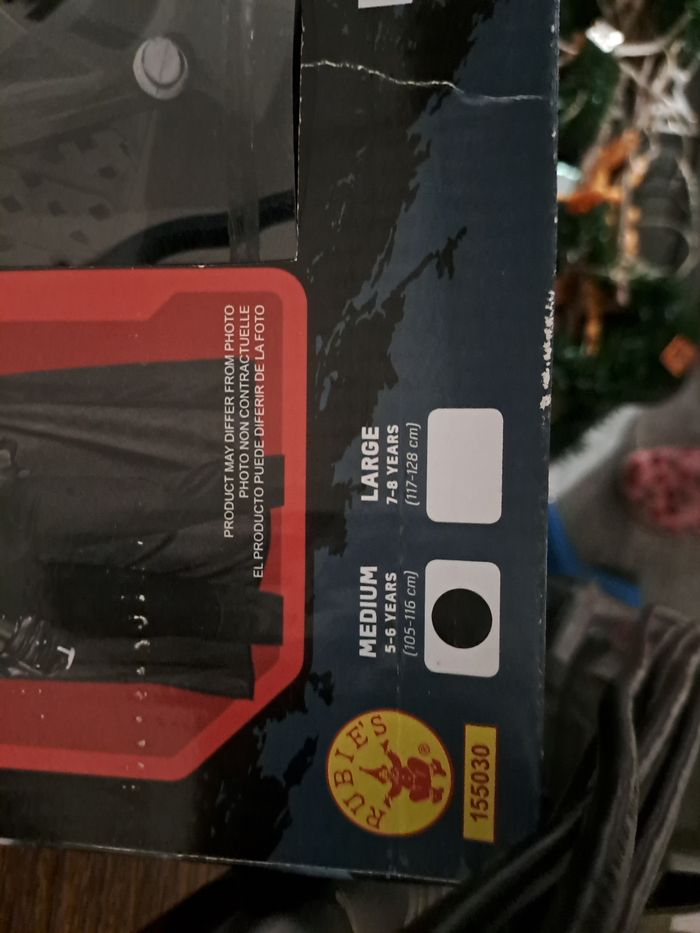 PRODUCT MAY DIFFER FROM PHOTO
PHOTO NON CONTRACTUELLE
EL PRODUCTO PUEDE DIFERIR DE LA FOTO
RUBIE'S
®
155030
MEDIUM
5-6 YEARS
(105-116 cm)
LARGE
7-8 YEARS
(117-128 cm)